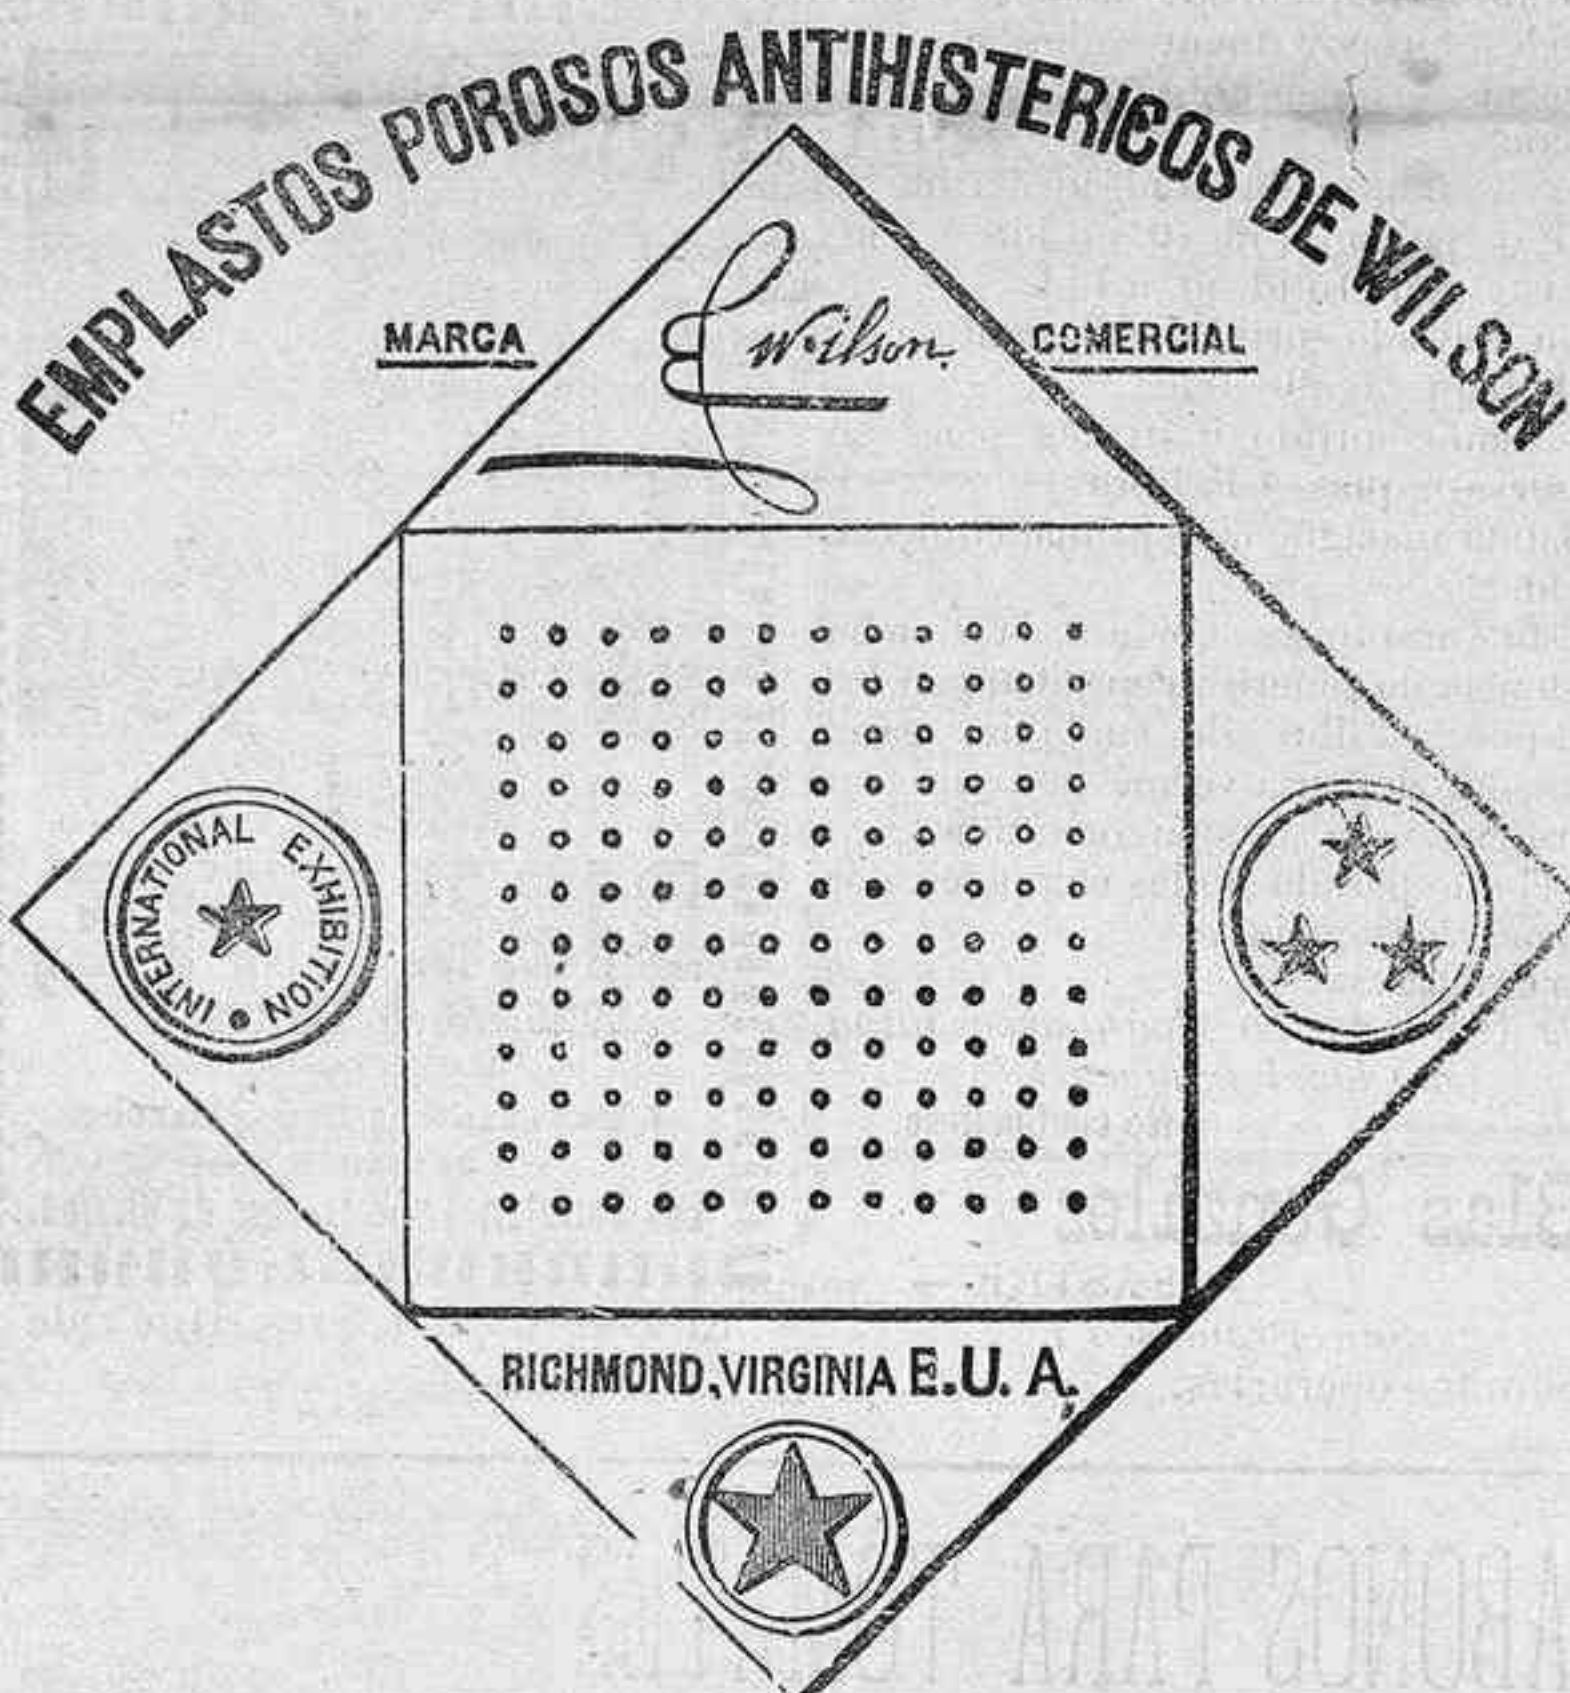 EMPLASTOS POROSOS ANTIHISTERICOS DE WILSON
MARCA
E Wilson.
COMERCIAL
INTERNATIONAL EXHIBITION
RICHMOND, VIRGINIA E.U. A.